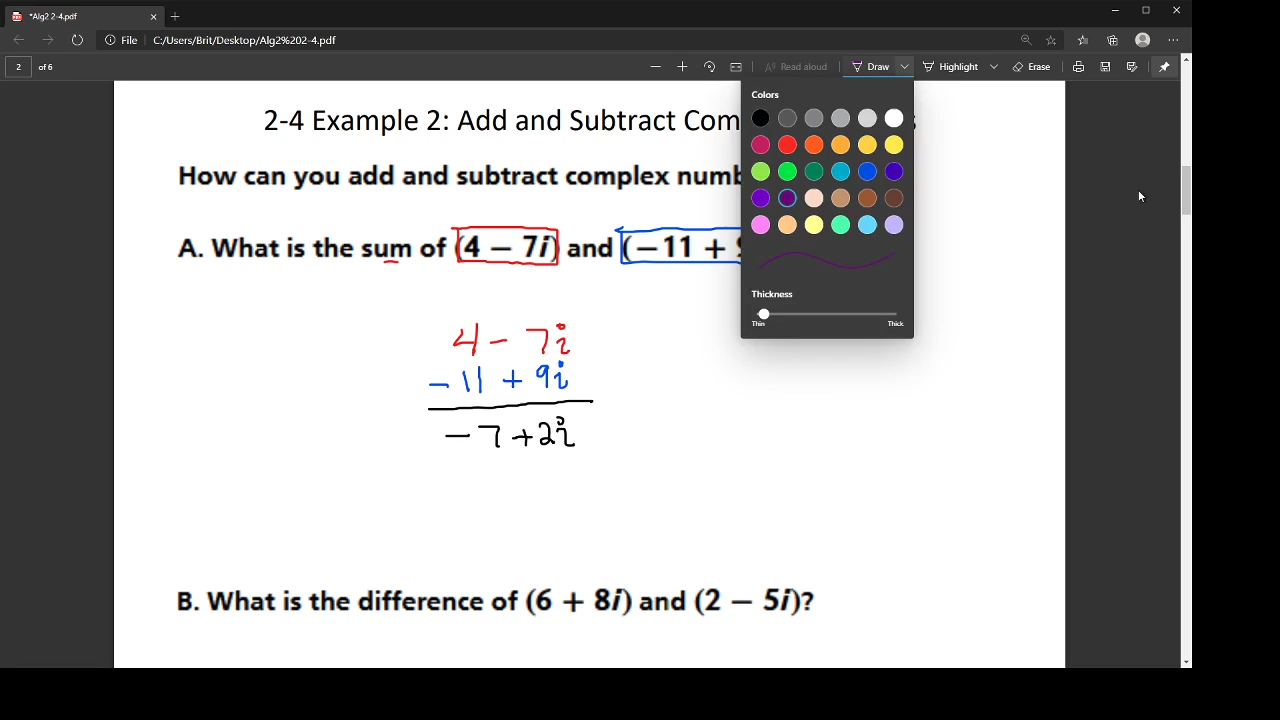 *Alg2 2-4.pdf
File C:/Users/Brit/Desktop/Alg2%202-4.pdf
2 of 6 Read aloud Draw Highlight Erase
Colors
Thickness
Thin Thick
2-4 Example 2: Add and Subtract Com s
How can you add and subtract complex numb
A. What is the sum of (4 − 7i) and (−11 + 9
4 − 7i
− 11 + 9i
− 7 + 2i
B. What is the difference of (6 + 8i) and (2 − 5i)?